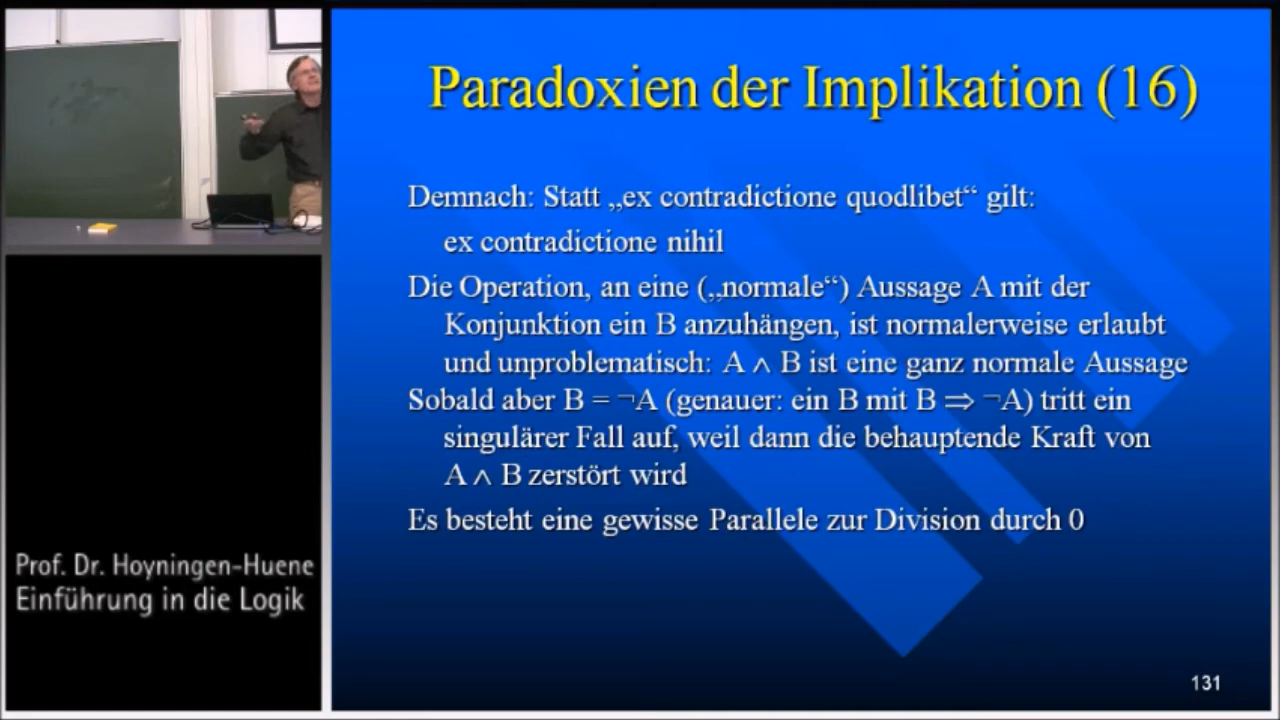 Paradoxien der Implikation (16)
Demnach: Statt „ex contradictione quodlibet“ gilt:
ex contradictione nihil
Die Operation, an eine („normale“) Aussage A mit der
Konjunktion ein B anzuhängen, ist normalerweise erlaubt
und unproblematisch: A ∧ B ist eine ganz normale Aussage
Sobald aber B = ¬A (genauer: ein B mit B ⇒ ¬A) tritt ein
singulärer Fall auf, weil dann die behauptende Kraft von
A ∧ B zerstört wird
Es besteht eine gewisse Parallele zur Division durch 0
131
Prof. Dr. Hoyningen-Huene
Einführung in die Logik